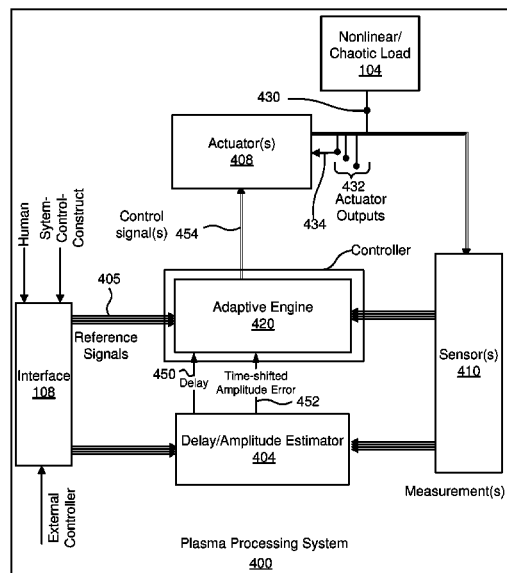 Nonlinear/
Chaotic Load
104
430
Actuator(s)
408
432
Actuator
Outputs
434
Control
signal(s)
454
Human
Sytem-
Control-
Construct
Controller
405
Adaptive Engine
420
Reference
Signals
Interface
108
Sensor(s)
410
450
Delay
Time-shifted
Amplitude Error
452
Delay/Amplitude Estimator
404
Measurement(s)
External
Controller
Plasma Processing System
400